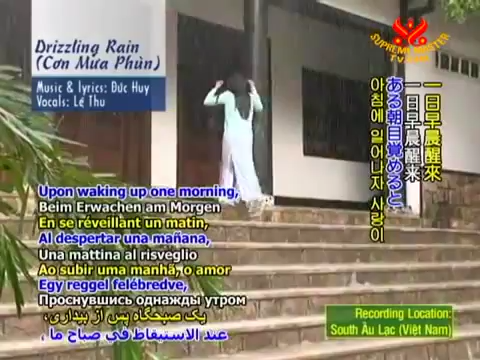 Drizzling Rain
(Cơn Mưa Phùn)
Music & lyrics: Đức Huy
Vocals: Lệ Thu
SUPREME MASTER
TV.COM
一日早晨醒來
一日早晨醒来
ある朝目覚めると
아침에 일어나자 사랑이
Upon waking up one morning,
Beim Erwachen am Morgen
En se réveillant un matin,
Al despertar una mañana,
Una mattina al risveglio
Ao subir uma manhã, o amor
Egy reggel felébredve,
Проснувшись однажды утром
یک صبحگاه پس از بیداری،
عند الاستيقاظ في صباح ما ،
Recording Location:
South Âu Lạc (Việt Nam)